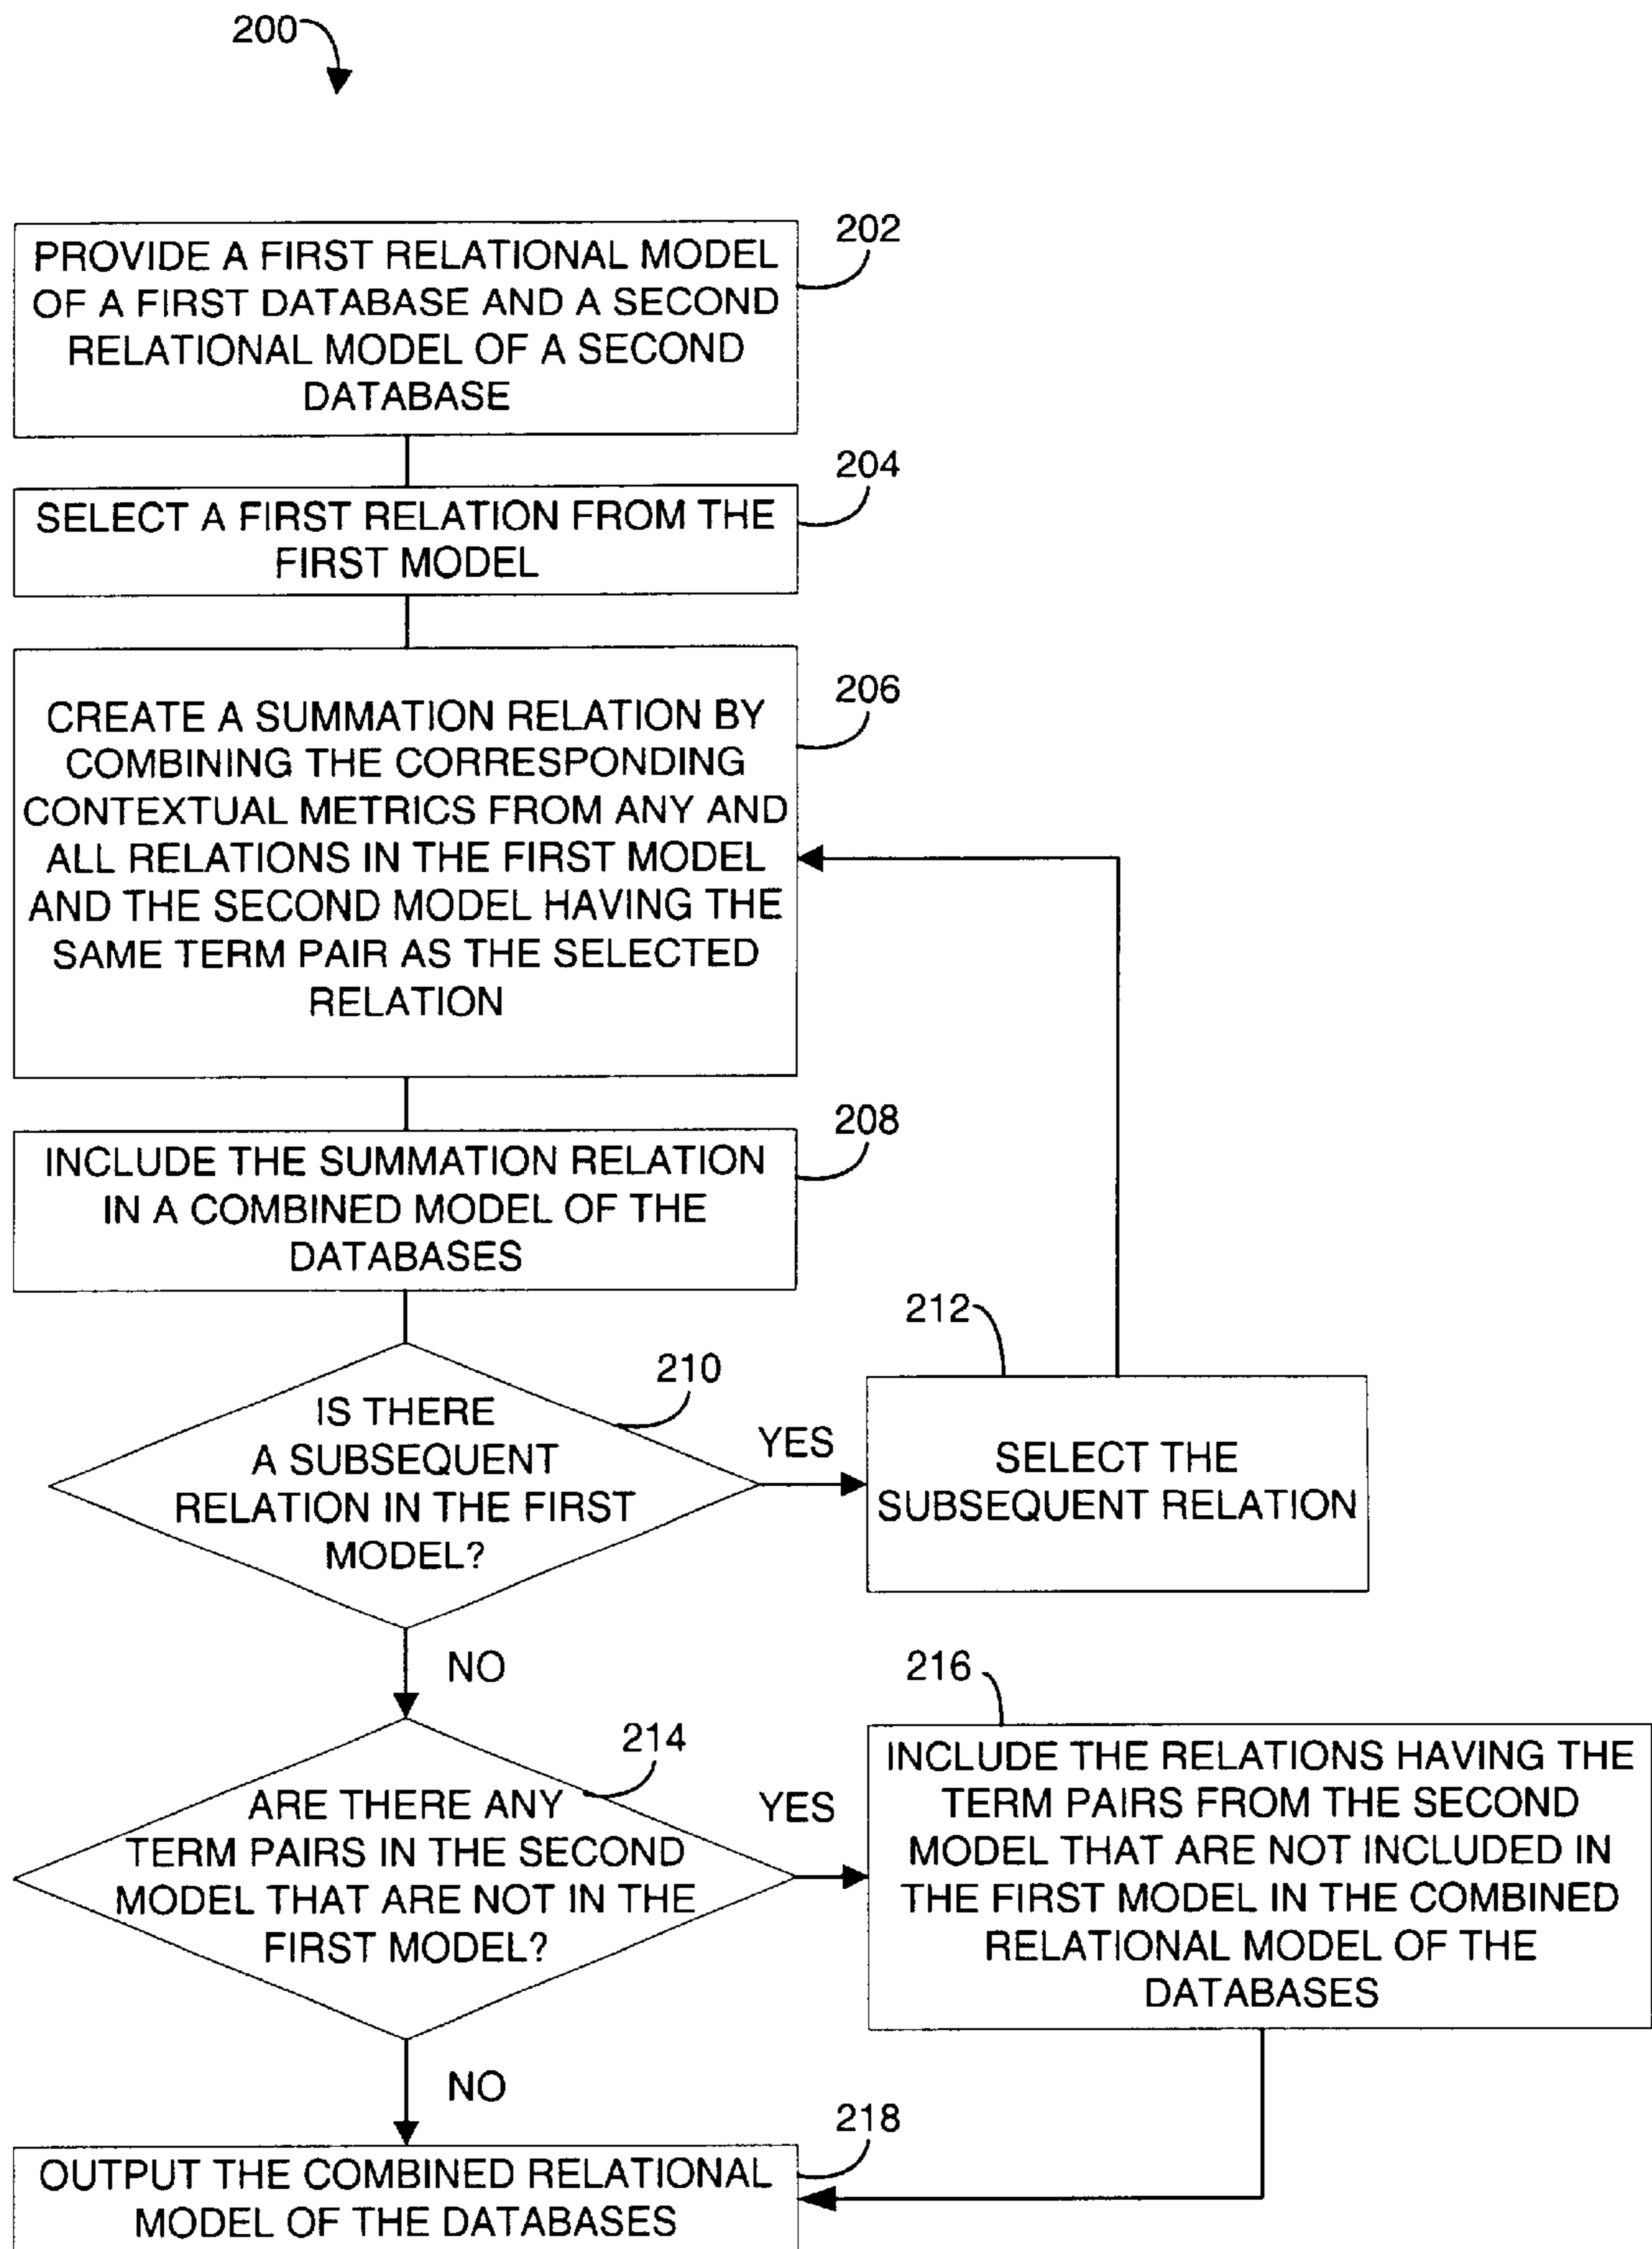 200
202
PROVIDE A FIRST RELATIONAL MODEL
OF A FIRST DATABASE AND A SECOND
RELATIONAL MODEL OF A SECOND
DATABASE
204
SELECT A FIRST RELATION FROM THE
FIRST MODEL
206
CREATE A SUMMATION RELATION BY
COMBINING THE CORRESPONDING
CONTEXTUAL METRICS FROM ANY AND
ALL RELATIONS IN THE FIRST MODEL
AND THE SECOND MODEL HAVING THE
SAME TERM PAIR AS THE SELECTED
RELATION
208
INCLUDE THE SUMMATION RELATION
IN A COMBINED MODEL OF THE
DATABASES
210
IS THERE
A SUBSEQUENT
RELATION IN THE FIRST
MODEL?
YES
212
SELECT THE
SUBSEQUENT RELATION
NO
214
ARE THERE ANY
TERM PAIRS IN THE SECOND
MODEL THAT ARE NOT IN THE
FIRST MODEL?
YES
216
INCLUDE THE RELATIONS HAVING THE
TERM PAIRS FROM THE SECOND
MODEL THAT ARE NOT INCLUDED IN
THE FIRST MODEL IN THE COMBINED
RELATIONAL MODEL OF THE
DATABASES
NO
218
OUTPUT THE COMBINED RELATIONAL
MODEL OF THE DATABASES